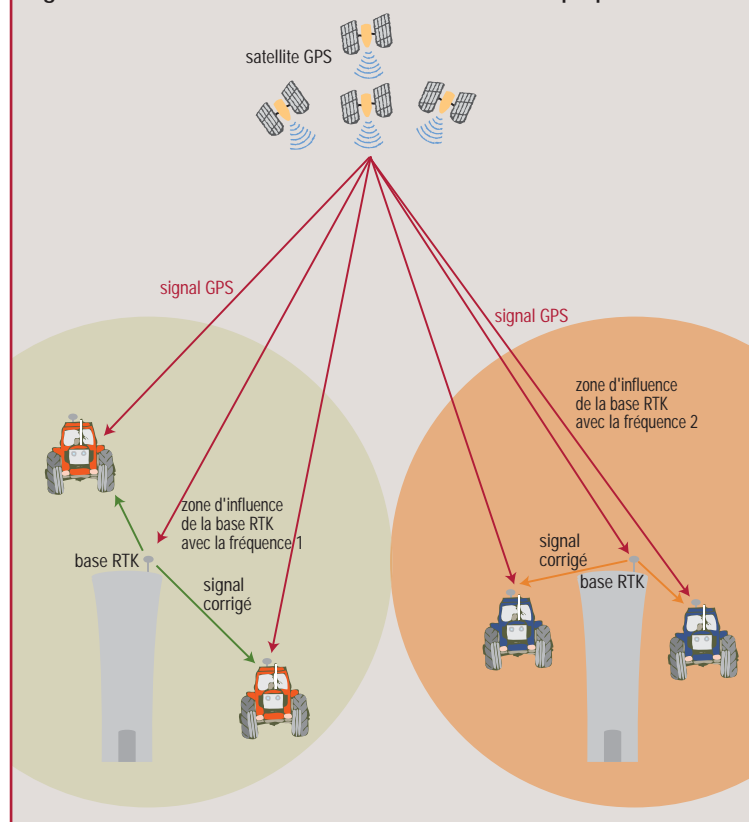 satellite GPS
signal GPS
signal GPS
zone d'influence
de la base RTK
avec la fréquence 2
zone d'influence
de la base RTK
avec la fréquence 1
base RTK
signal
corrigé
signal
corrigé
base RTK